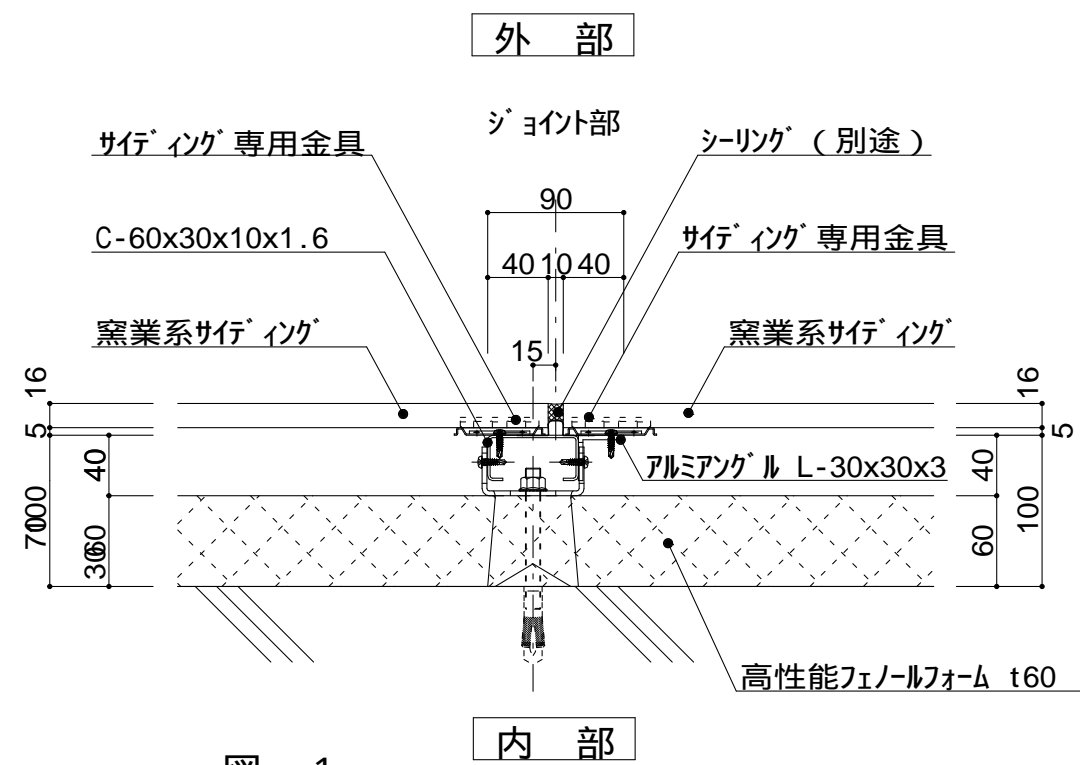 外 部
ジョイント部
サイディング専用金具
シーリング(別途)
90
C-60x30x10x1.6
サイディング専用金具
40 10 40
窯業系サイディング
15
窯業系サイディング
16
16
5
5
40
アルミアングル L-30x30x3
40
100
60
60
100
高性能フェノールフォーム t60
内 部